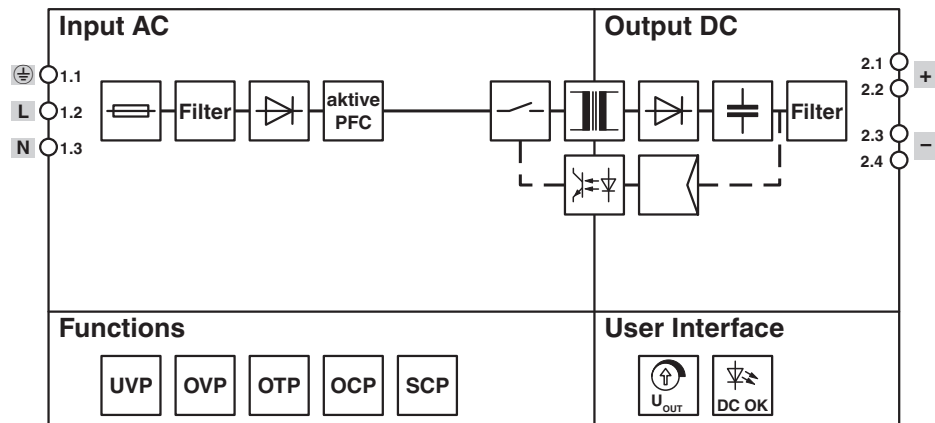 Input AC
Output DC
1.1
L 1.2
N 1.3
Filter
aktive
PFC
Filter
2.1
2.2
+
2.3
2.4
−
Functions
UVP OVP OTP OCP SCP
User Interface
UOUT
DC OK